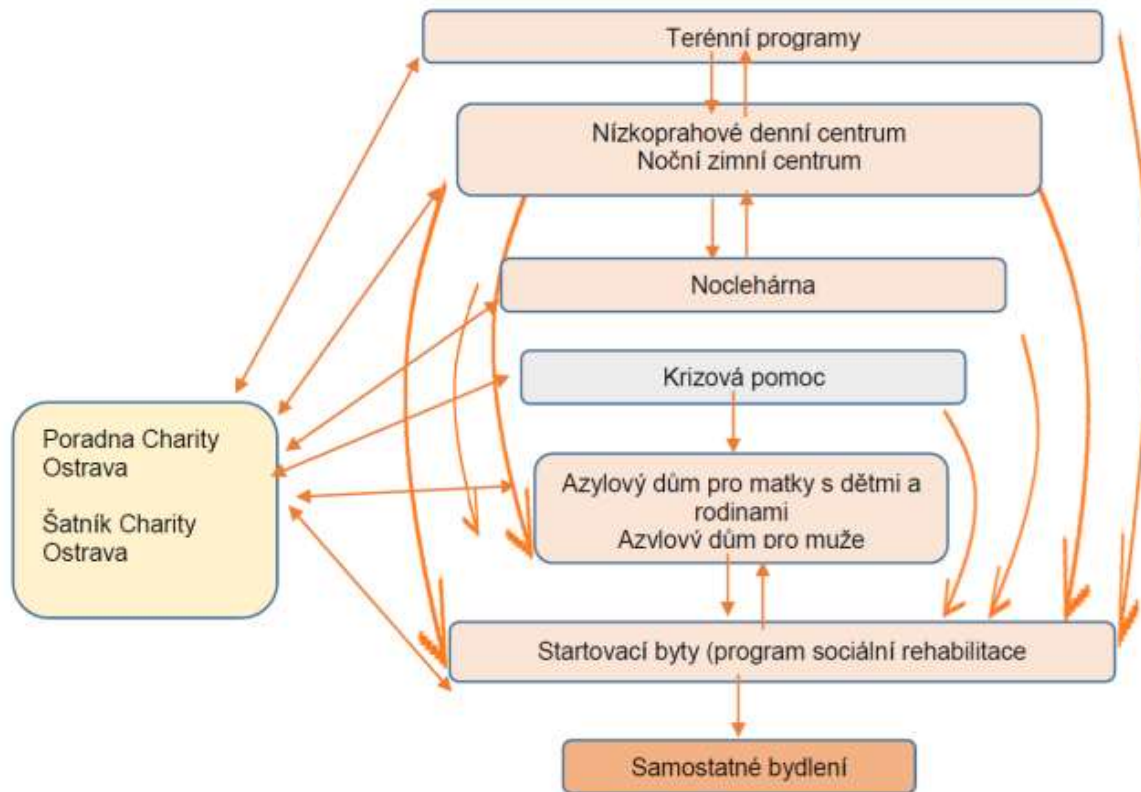 Terénní programy
Nízkoprahové denní centrum
Noční zimní centrum
Noclehárna
Krizová pomoc
Poradna Charity
Ostrava
Šatník Charity
Ostrava
Azylový dům pro matky s dětmi a
rodinami
Azylový dům pro muže
Startovací byty (program sociální rehabilitace
Samostatné bydlení